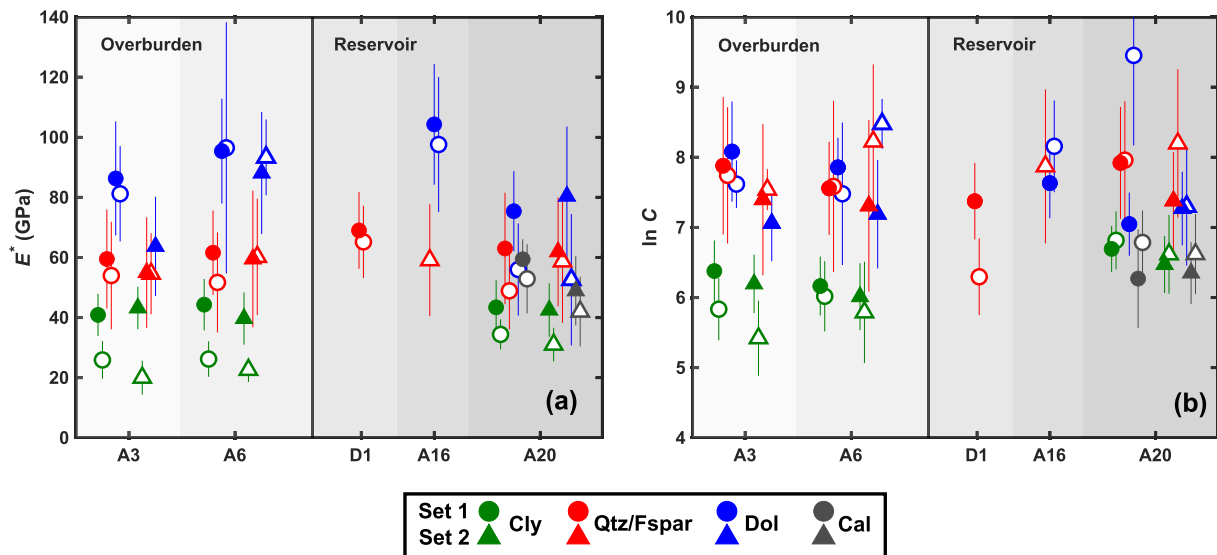 140
120
100
80
60
40
20
0
E* (GPa)
Overburden
Reservoir
(a)
A3
A6
D1
A16
A20
10
9
8
7
6
5
4
ln C
Overburden
Reservoir
(b)
A3
A6
D1
A16
A20
Set 1
Set 2
Cly
Qtz/Fspar
Dol
Cal